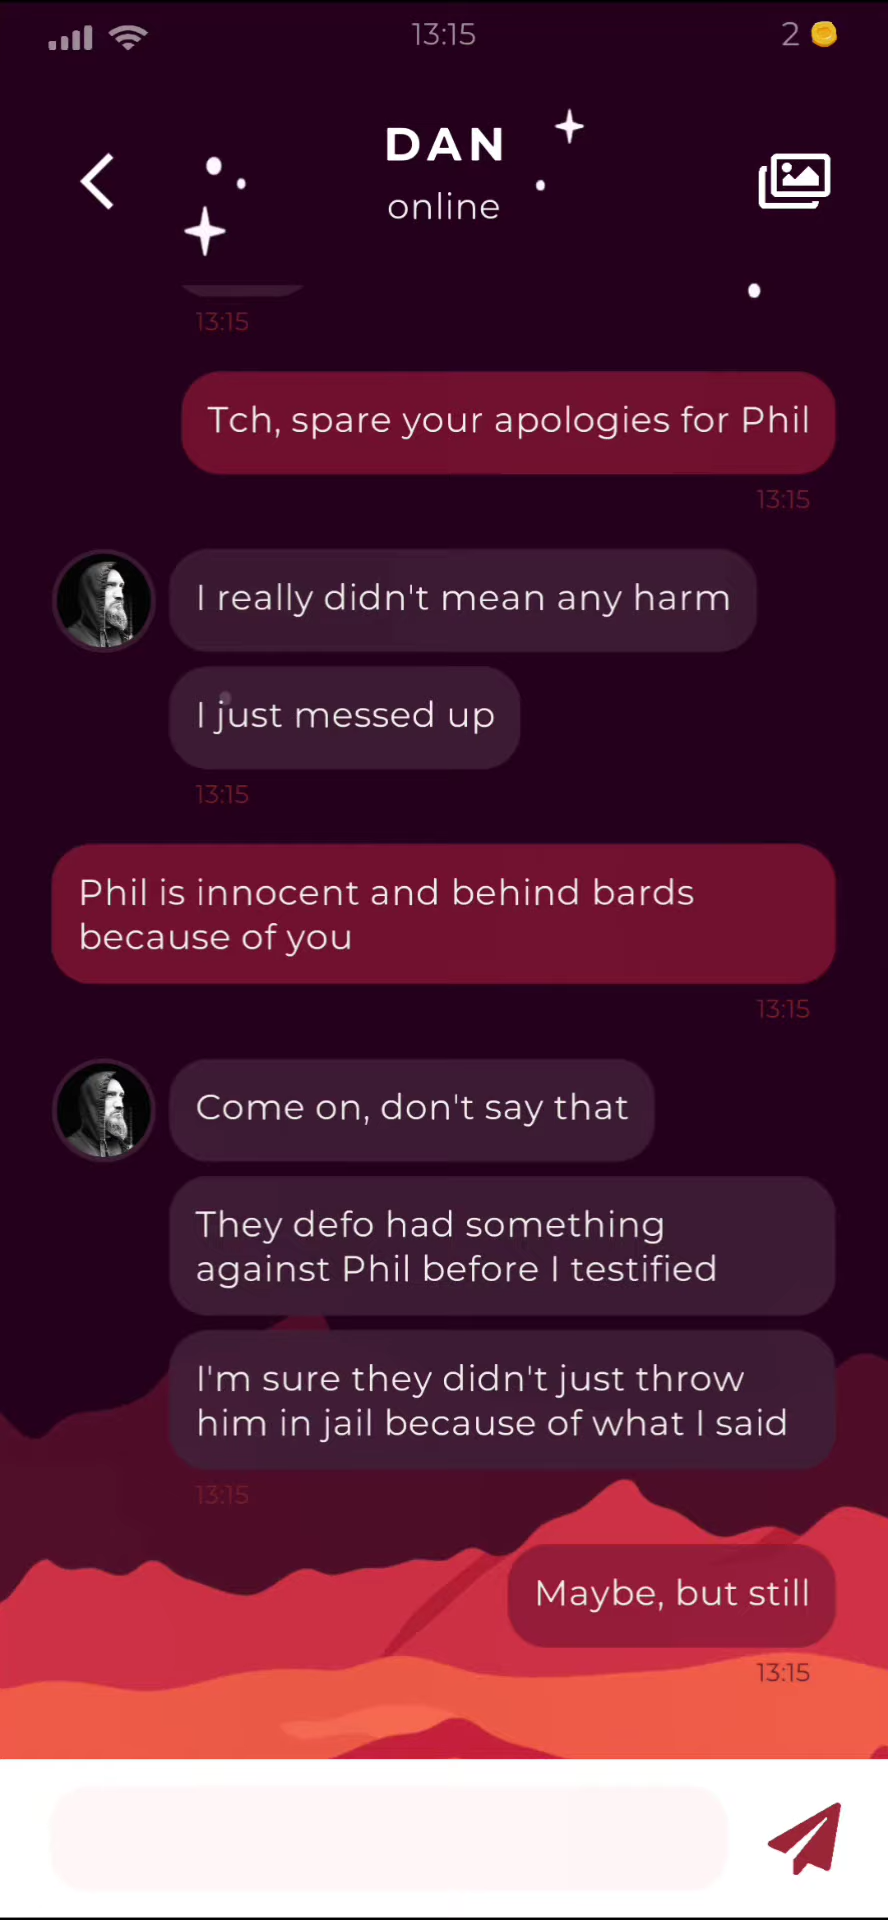 13:15
2
DAN
online
13:15
Tch, spare your apologies for Phil
13:15
I really didn't mean any harm
I just messed up
13:15
Phil is innocent and behind bards
because of you
13:15
Come on, don't say that
They defo had something
against Phil before I testified
I'm sure they didn't just throw
him in jail because of what I said
13:15
Maybe, but still
13:15